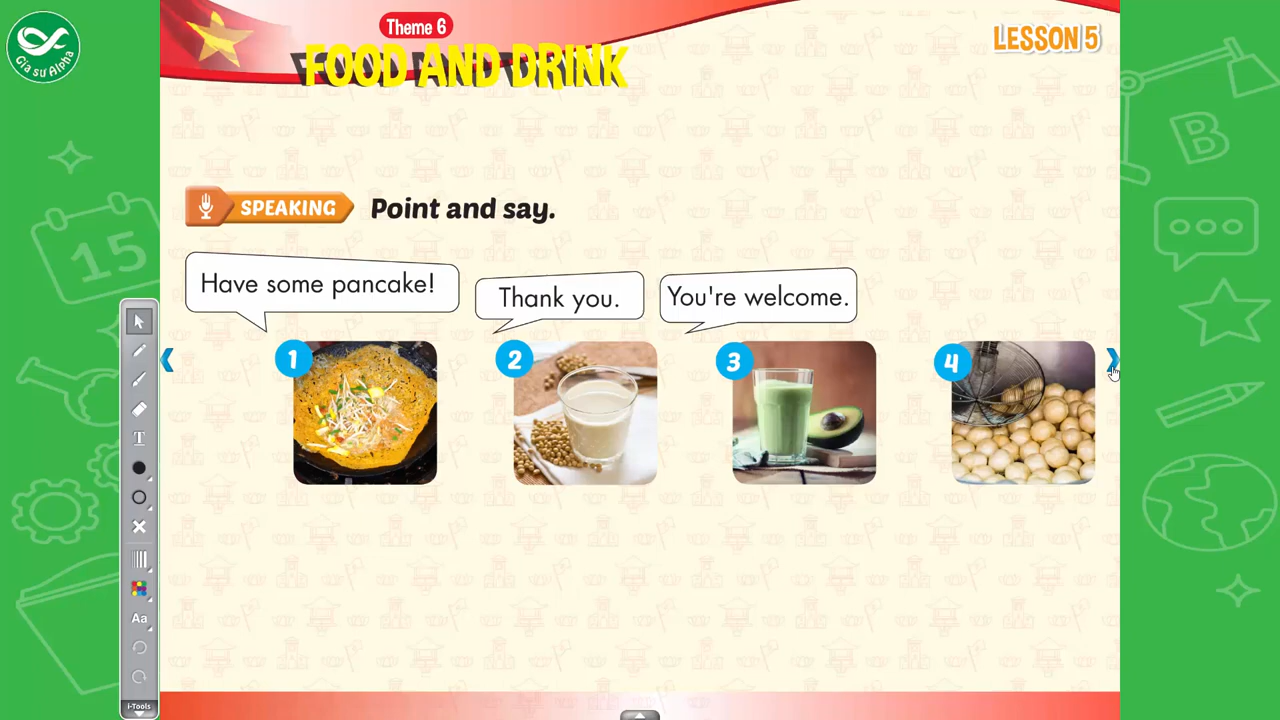 Gia sư Alpha
Theme 6
FOOD AND DRINK
LESSON 5
15
B
SPEAKING
Point and say.
Have some pancake!
Thank you.
You're welcome.
1
2
3
4
T
Aa
i-Tools